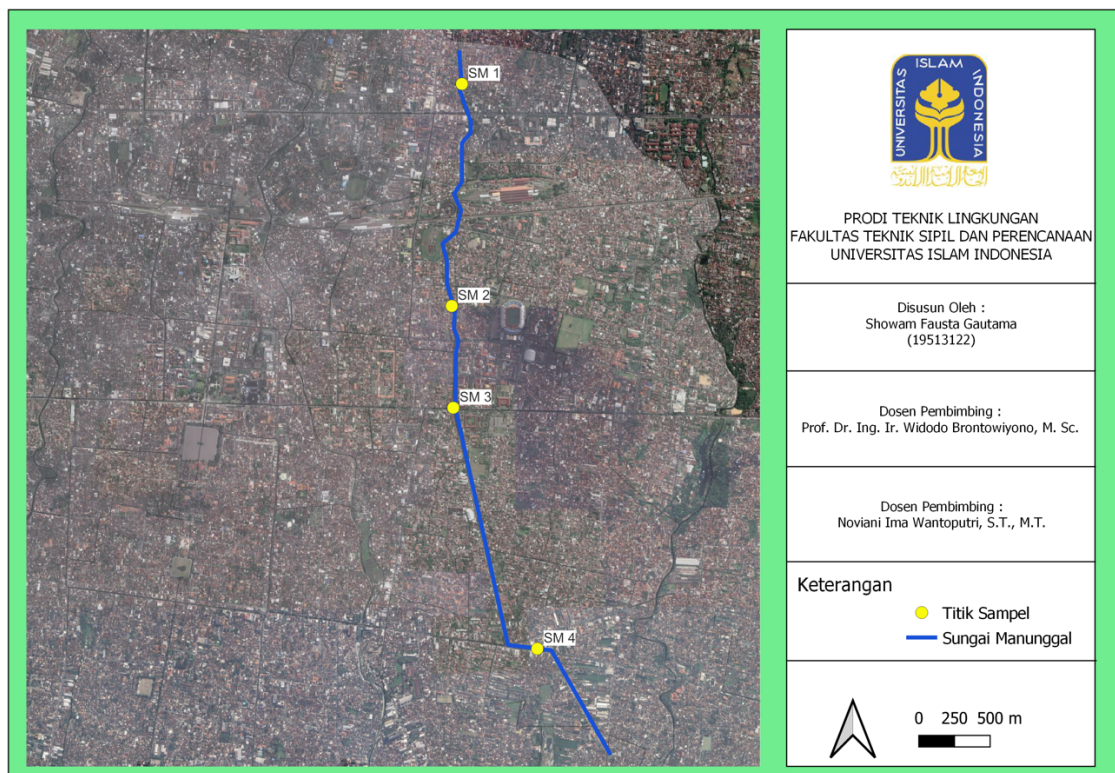 SM 1
SM 2
SM 3
SM 4
UNIVERSITAS ISLAM INDONESIA
PRODI TEKNIK LINGKUNGAN
FAKULTAS TEKNIK SIPIL DAN PERENCANAAN
UNIVERSITAS ISLAM INDONESIA
Disusun Oleh :
Showam Fausta Gautama
(19513122)
Dosen Pembimbing :
Prof. Dr. Ing. Ir. Widodo Brontowiyono, M. Sc.
Dosen Pembimbing :
Noviani Ima Wantoputri, S.T., M.T.
Keterangan
Titik Sampel
Sungai Manunggal
0 250 500 m